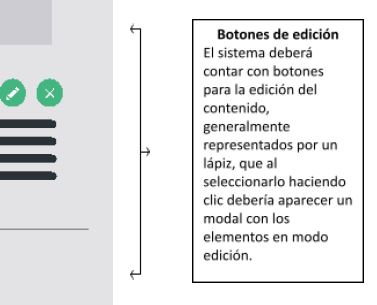 Botones de edición
El sistema deberá
contar con botones
para la edición del
contenido,
generalmente
representados por un
lápiz, que al
seleccionarlo haciendo
clic debería aparecer un
modal con los
elementos en modo
edición.